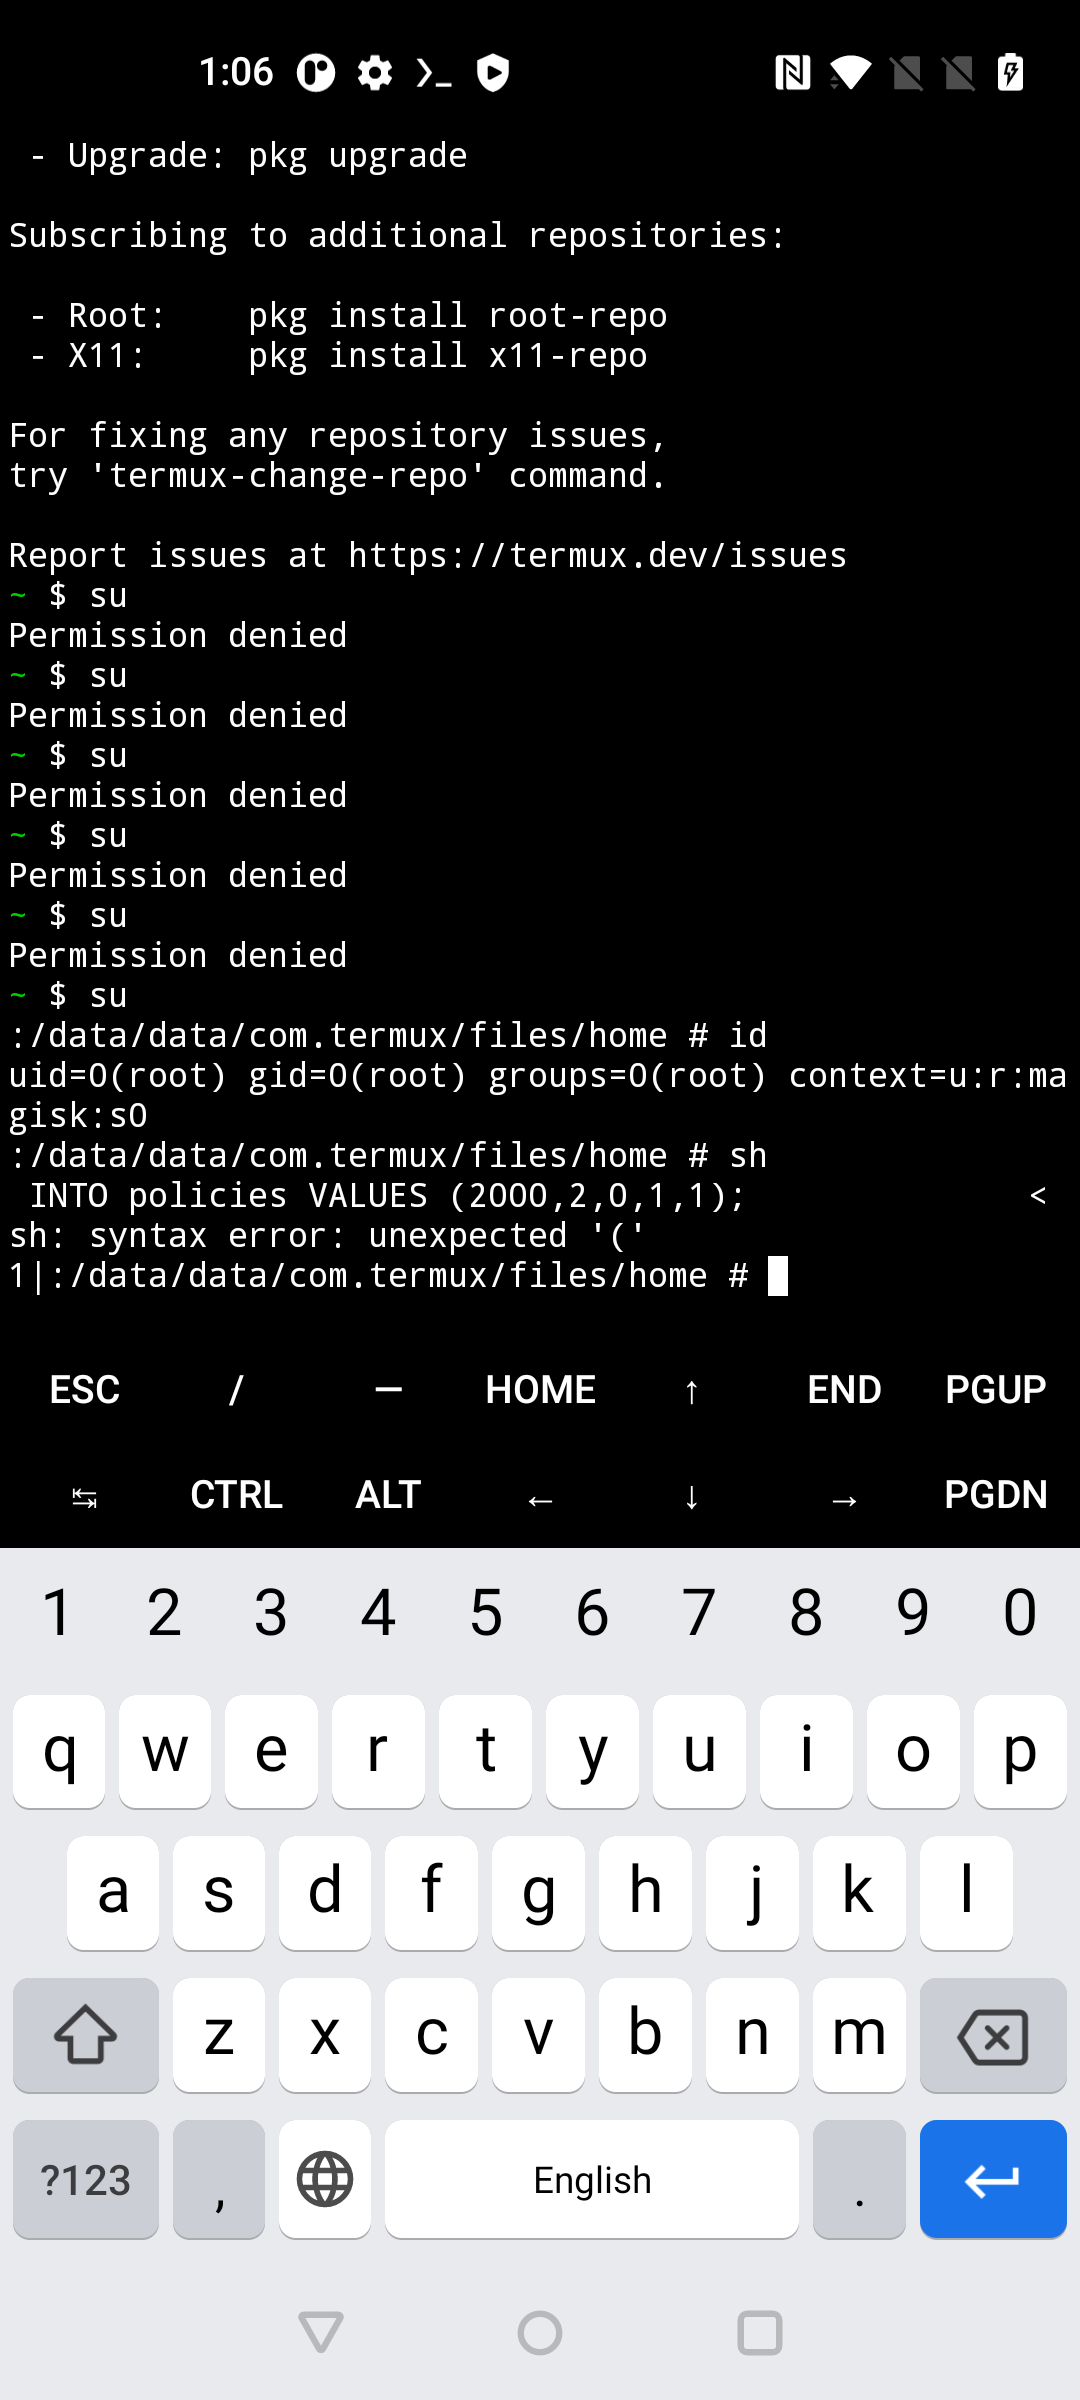 1:06
- Upgrade: pkg upgrade
Subscribing to additional repositories:
- Root:    pkg install root-repo
- X11:     pkg install x11-repo
For fixing any repository issues,
try 'termux-change-repo' command.
Report issues at https://termux.dev/issues
~ $ su
Permission denied
~ $ su
Permission denied
~ $ su
Permission denied
~ $ su
Permission denied
~ $ su
Permission denied
~ $ su
:/data/data/com.termux/files/home # id
uid=0(root) gid=0(root) groups=0(root) context=u:r:ma
gisk:s0
:/data/data/com.termux/files/home # sh
INTO policies VALUES (2000,2,0,1,1); <
sh: syntax error: unexpected '('
1|:/data/data/com.termux/files/home #
ESC / — HOME ↑ END PGUP
↹ CTRL ALT ← ↓ → PGDN
1 2 3 4 5 6 7 8 9 0
q w e r t y u i o p
a s d f g h j k l
z x c v b n m
?123 , English .